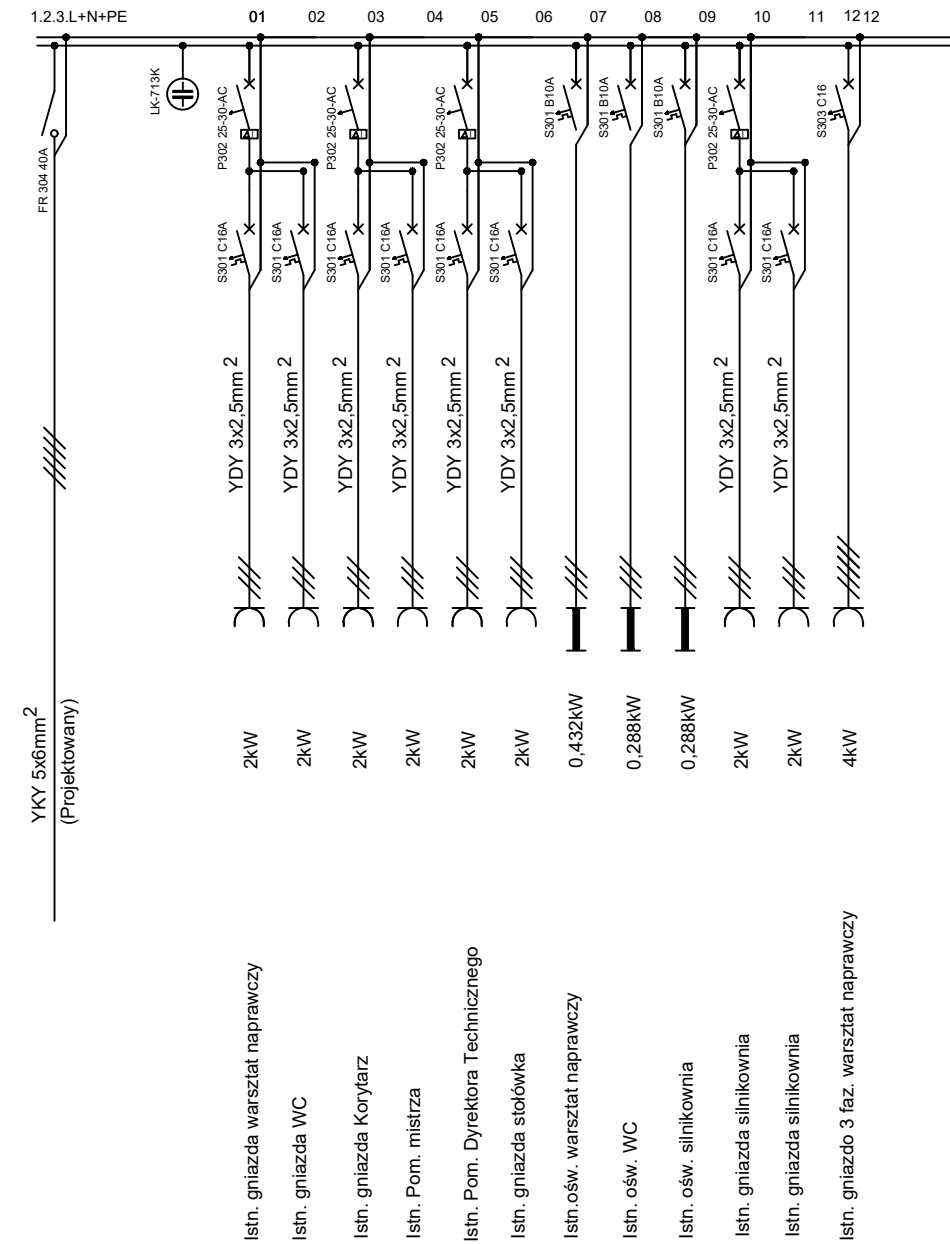 1.2.3.L+N+PE
01
02
03
04
05
06
07
08
09
10
11
12
12
FR 304 40A
LK-713K
P302 25-30-AC
P302 25-30-AC
P302 25-30-AC
S301 B10A
S301 B10A
S301 B10A
P302 25-30-AC
S303 C16
S301 C16A
S301 C16A
S301 C16A
S301 C16A
S301 C16A
S301 C16A
S301 C16A
S301 C16A
YDY 3x2,5mm 2
YDY 3x2,5mm 2
YDY 3x2,5mm 2
YDY 3x2,5mm 2
YDY 3x2,5mm 2
YDY 3x2,5mm 2
YDY 3x2,5mm 2
YDY 3x2,5mm 2
YKY 5x6mm2
(Projektowany)
2kW
2kW
2kW
2kW
2kW
2kW
0,432kW
0,288kW
0,288kW
2kW
2kW
4kW
Istn. gniazda warsztat naprawczy
Istn. gniazda WC
Istn. gniazda Korytarz
Istn. Pom. mistrza
Istn. Pom. Dyrektora Technicznego
Istn. gniazda stołówka
Istn.ośw. warsztat naprawczy
Istn. ośw. WC
Istn. ośw. silnikownia
Istn. gniazda silnikownia
Istn. gniazda silnikownia
Istn. gniazdo 3 faz. warsztat naprawczy